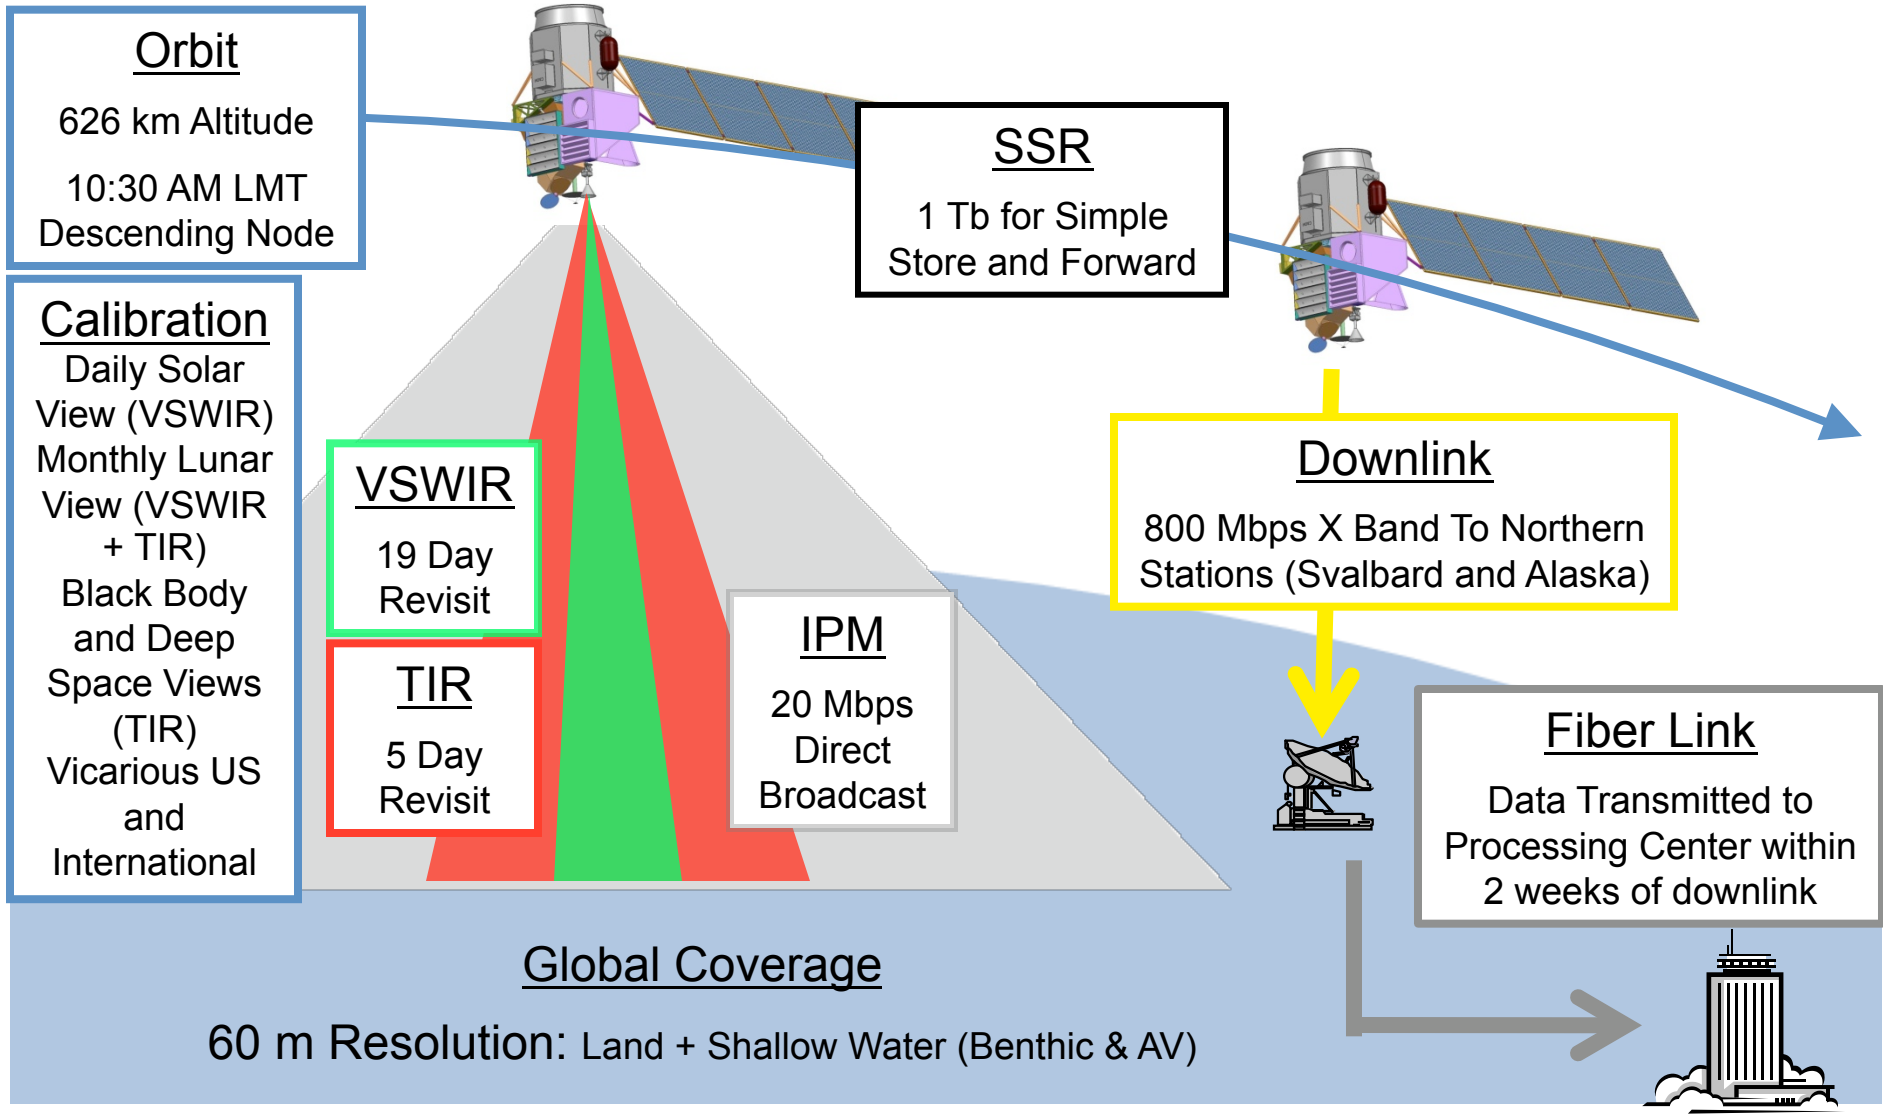 Orbit
626 km Altitude
10:30 AM LMT
Descending Node
Calibration
Daily Solar
View (VSWIR)
Monthly Lunar
View (VSWIR
+ TIR)
Black Body
and Deep
Space Views
(TIR)
Vicarious US
and
International
SSR
1 Tb for Simple
Store and Forward
VSWIR
19 Day
Revisit
TIR
5 Day
Revisit
IPM
20 Mbps
Direct
Broadcast
Downlink
800 Mbps X Band To Northern
Stations (Svalbard and Alaska)
Fiber Link
Data Transmitted to
Processing Center within
2 weeks of downlink
Global Coverage
60 m Resolution: Land + Shallow Water (Benthic & AV)